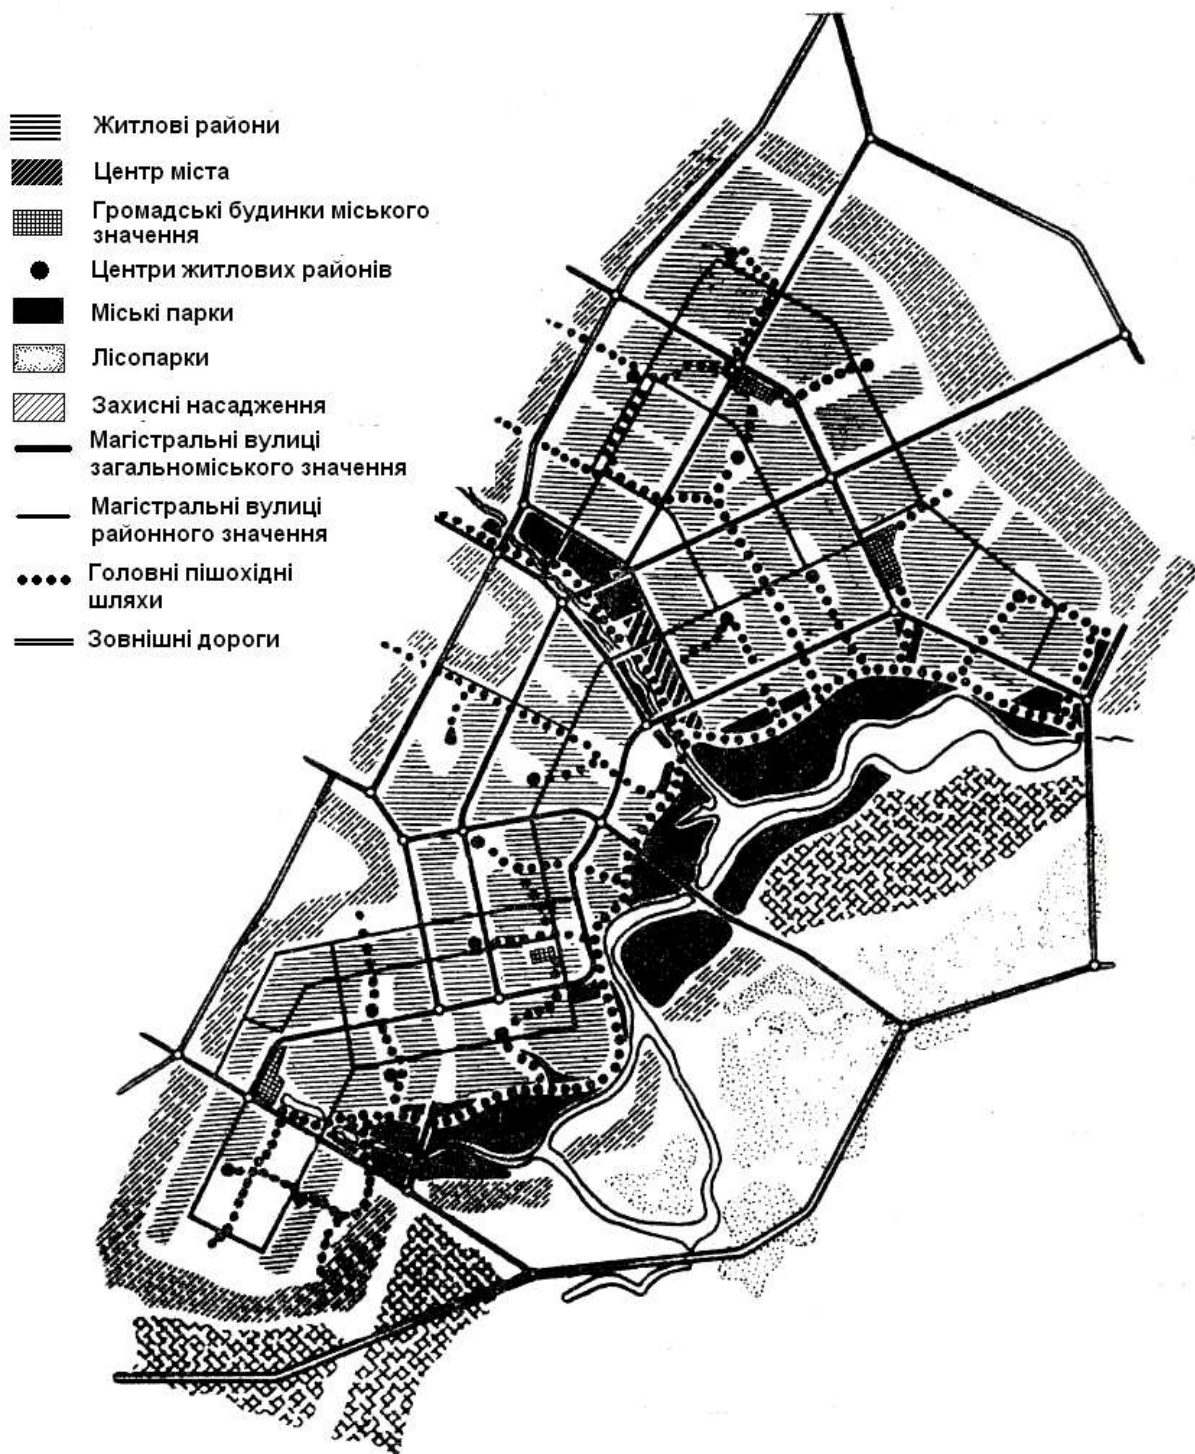 Житлові райони
Центр міста
Громадські будинки міського
значення
Центри житлових районів
Міські парки
Лісопарки
Захисні насадження
Магістральні вулиці
загальноміського значення
Магістральні вулиці
районного значення
Головні пішохідні
шляхи
Зовнішні дороги